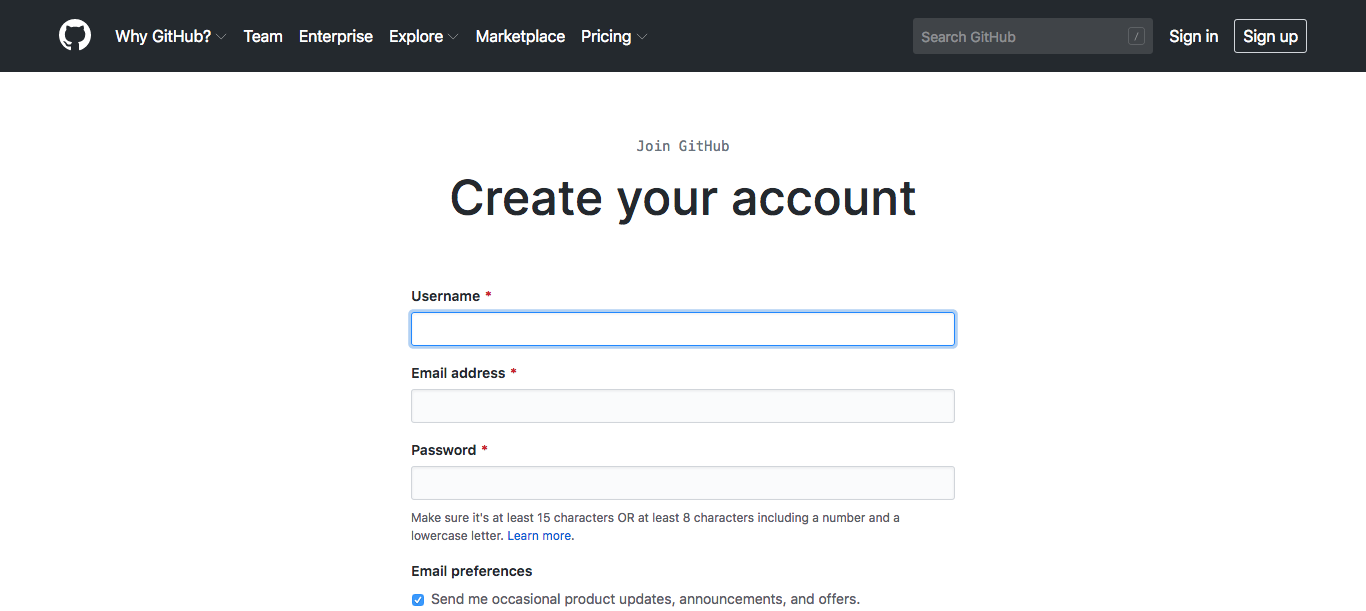 Why GitHub? Team Enterprise Explore Marketplace Pricing Search GitHub / Sign in Sign up
Join GitHub
Create your account
Username *
Email address *
Password *
Make sure it's at least 15 characters OR at least 8 characters including a number and a
lowercase letter. Learn more.
Email preferences
Send me occasional product updates, announcements, and offers.